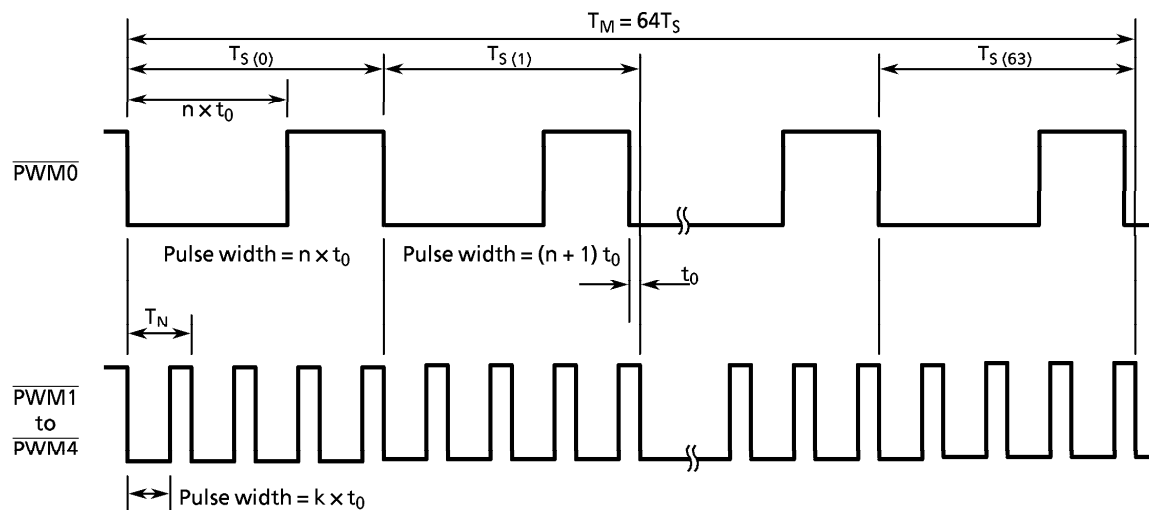 T_M = 64T_S
T_S (0) T_S (1) T_S (63)
n × t_0
PWM0
Pulse width = n × t_0 Pulse width = (n + 1) t_0
t_0
T_N
PWM1
to
PWM4
Pulse width = k × t_0